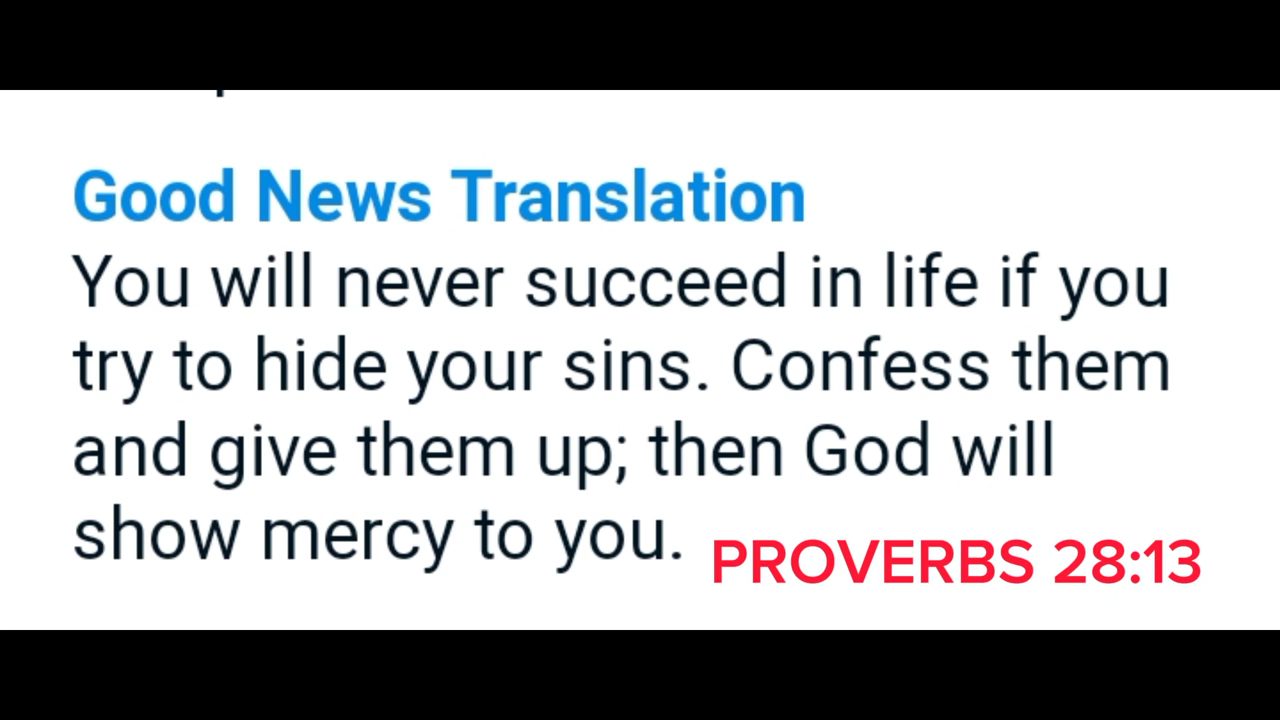 Good News Translation
You will never succeed in life if you
try to hide your sins. Confess them
and give them up; then God will
show mercy to you.
PROVERBS 28:13